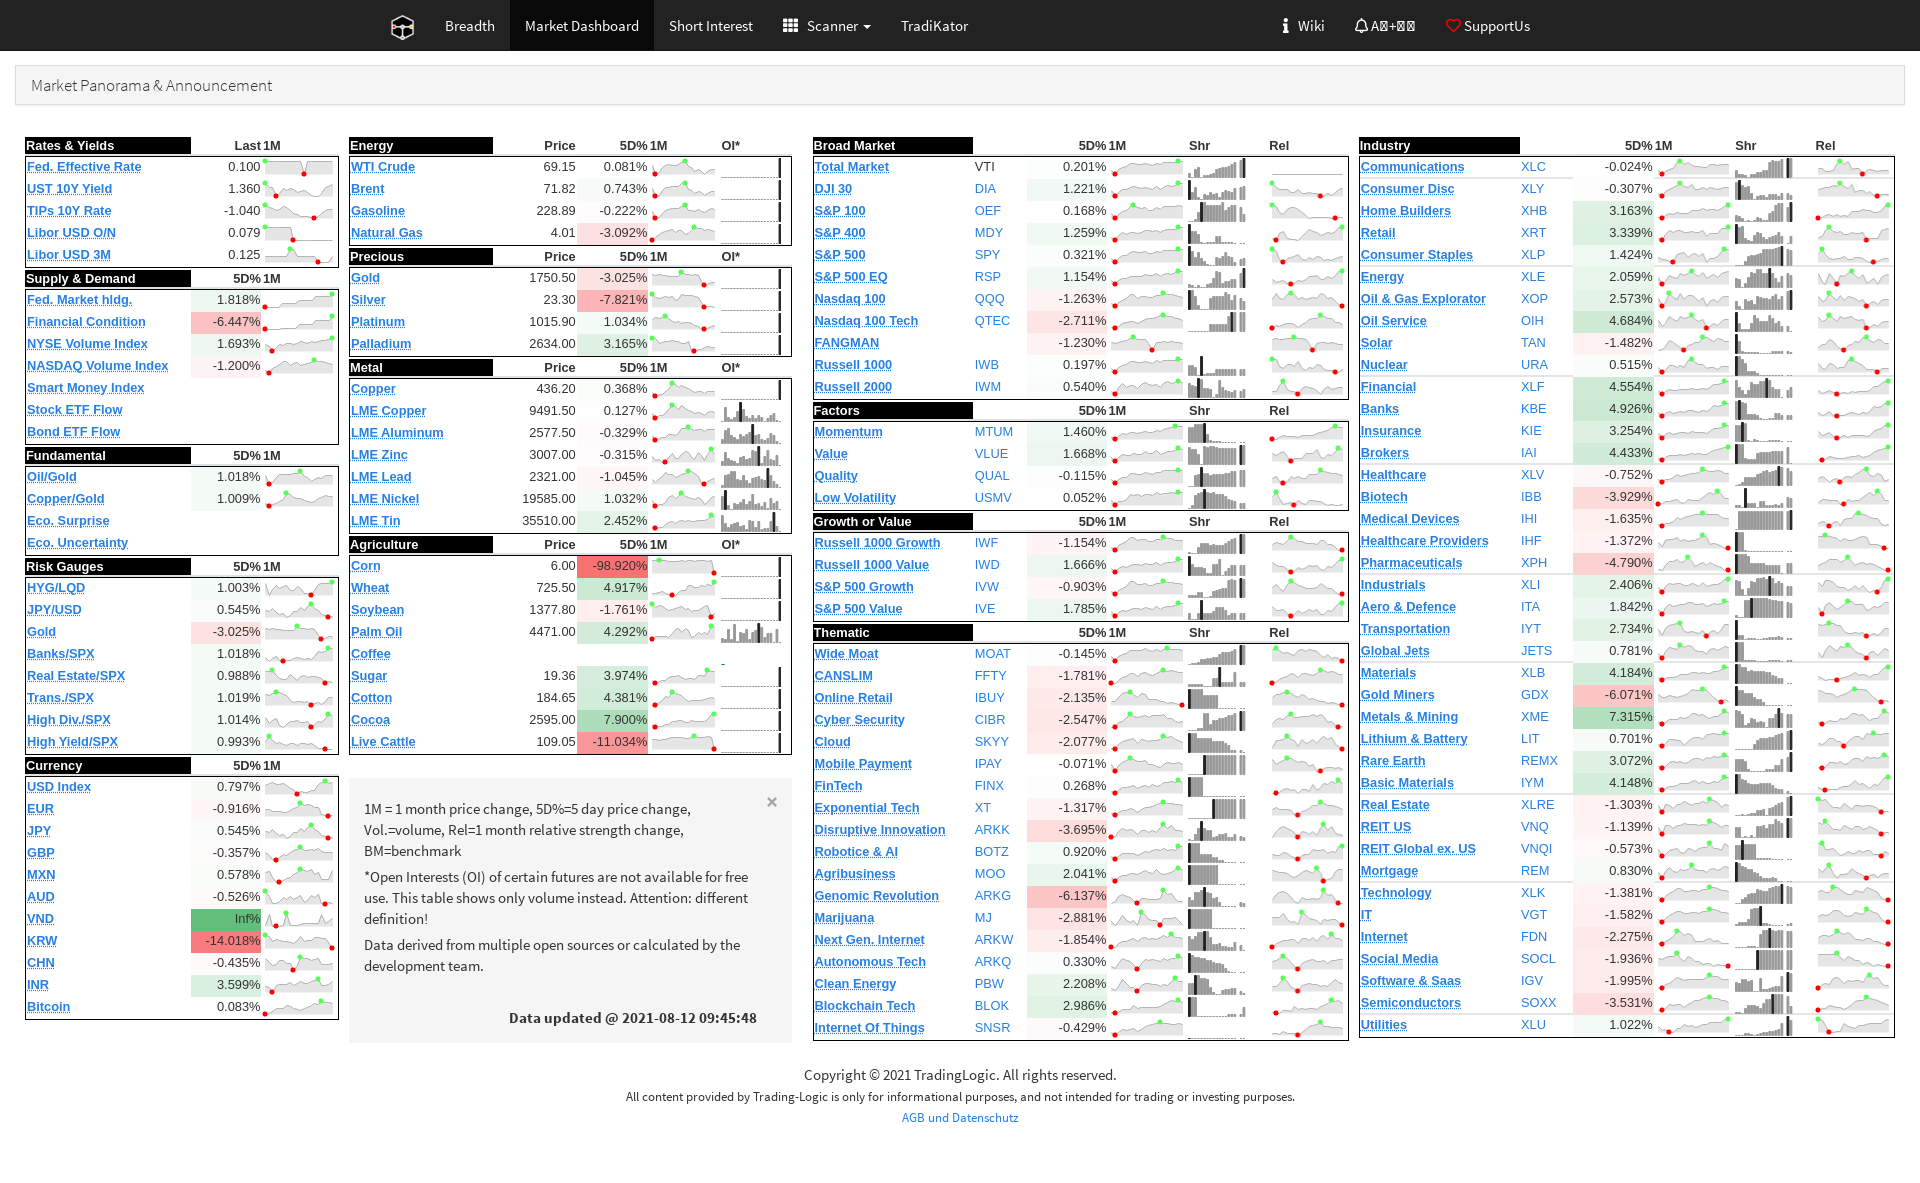 Breadth
Market Dashboard
Short Interest
Scanner
TradiKator
Wiki
SupportUs
Market Panorama & Announcement
Rates & Yields Last 1M
Fed. Effective Rate 0.100
UST 10Y Yield 1.360
TIPs 10Y Rate -1.040
Libor USD O/N 0.079
Libor USD 3M 0.125
Supply & Demand 5D% 1M
Fed. Market hldg. 1.818%
Financial Condition -6.447%
NYSE Volume Index 1.693%
NASDAQ Volume Index -1.200%
Smart Money Index
Stock ETF Flow
Bond ETF Flow
Fundamental 5D% 1M
Oil/Gold 1.018%
Copper/Gold 1.009%
Eco. Surprise
Eco. Uncertainty
Risk Gauges 5D% 1M
HYG/LQD 1.003%
JPY/USD 0.545%
Gold -3.025%
Banks/SPX 1.018%
Real Estate/SPX 0.988%
Trans./SPX 1.019%
High Div./SPX 1.014%
High Yield/SPX 0.993%
Currency 5D% 1M
USD Index 0.797%
EUR -0.916%
JPY 0.545%
GBP -0.357%
MXN 0.578%
AUD -0.526%
VND Inf%
KRW -14.018%
CHN -0.435%
INR 3.599%
Bitcoin 0.083%
Energy Price 5D% 1M OI*
WTI Crude 69.15 0.081%
Brent 71.82 0.743%
Gasoline 228.89 -0.222%
Natural Gas 4.01 -3.092%
Precious Price 5D% 1M OI*
Gold 1750.50 -3.025%
Silver 23.30 -7.821%
Platinum 1015.90 1.034%
Palladium 2634.00 3.165%
Metal Price 5D% 1M OI*
Copper 436.20 0.368%
LME Copper 9491.50 0.127%
LME Aluminum 2577.50 -0.329%
LME Zinc 3007.00 -0.315%
LME Lead 2321.00 -1.045%
LME Nickel 19585.00 1.032%
LME Tin 35510.00 2.452%
Agriculture Price 5D% 1M OI*
Corn 6.00 -98.920%
Wheat 725.50 4.917%
Soybean 1377.80 -1.761%
Palm Oil 4471.00 4.292%
Coffee -
Sugar 19.36 3.974%
Cotton 184.65 4.381%
Cocoa 2595.00 7.900%
Live Cattle 109.05 -11.034%
×
1M = 1 month price change, 5D%=5 day price change,
Vol.=volume, Rel=1 month relative strength change,
BM=benchmark
*Open Interests (OI) of certain futures are not available for free
use. This table shows only volume instead. Attention: different
definition!
Data derived from multiple open sources or calculated by the
development team.
Data updated @ 2021-08-12 09:45:48
Broad Market 5D% 1M Shr Rel
Total Market VTI 0.201%
DJI 30 DIA 1.221%
S&P 100 OEF 0.168%
S&P 400 MDY 1.259%
S&P 500 SPY 0.321%
S&P 500 EQ RSP 1.154%
Nasdaq 100 QQQ -1.263%
Nasdaq 100 Tech QTEC -2.711%
FANGMAN -1.230%
Russell 1000 IWB 0.197%
Russell 2000 IWM 0.540%
Factors 5D% 1M Shr Rel
Momentum MTUM 1.460%
Value VLUE 1.668%
Quality QUAL -0.115%
Low Volatility USMV 0.052%
Growth or Value 5D% 1M Shr Rel
Russell 1000 Growth IWF -1.154%
Russell 1000 Value IWD 1.666%
S&P 500 Growth IVW -0.903%
S&P 500 Value IVE 1.785%
Thematic 5D% 1M Shr Rel
Wide Moat MOAT -0.145%
CANSLIM FFTY -1.781%
Online Retail IBUY -2.135%
Cyber Security CIBR -2.547%
Cloud SKYY -2.077%
Mobile Payment IPAY -0.071%
FinTech FINX 0.268%
Exponential Tech XT -1.317%
Disruptive Innovation ARKK -3.695%
Robotice & AI BOTZ 0.920%
Agribusiness MOO 2.041%
Genomic Revolution ARKG -6.137%
Marijuana MJ -2.881%
Next Gen. Internet ARKW -1.854%
Autonomous Tech ARKQ 0.330%
Clean Energy PBW 2.208%
Blockchain Tech BLOK 2.986%
Internet Of Things SNSR -0.429%
Industry 5D% 1M Shr Rel
Communications XLC -0.024%
Consumer Disc XLY -0.307%
Home Builders XHB 3.163%
Retail XRT 3.339%
Consumer Staples XLP 1.424%
Energy XLE 2.059%
Oil & Gas Explorator XOP 2.573%
Oil Service OIH 4.684%
Solar TAN -1.482%
Nuclear URA 0.515%
Financial XLF 4.554%
Banks KBE 4.926%
Insurance KIE 3.254%
Brokers IAI 4.433%
Healthcare XLV -0.752%
Biotech IBB -3.929%
Medical Devices IHI -1.635%
Healthcare Providers IHF -1.372%
Pharmaceuticals XPH -4.790%
Industrials XLI 2.406%
Aero & Defence ITA 1.842%
Transportation IYT 2.734%
Global Jets JETS 0.781%
Materials XLB 4.184%
Gold Miners GDX -6.071%
Metals & Mining XME 7.315%
Lithium & Battery LIT 0.701%
Rare Earth REMX 3.072%
Basic Materials IYM 4.148%
Real Estate XLRE -1.303%
REIT US VNQ -1.139%
REIT Global ex. US VNQI -0.573%
Mortgage REM 0.830%
Technology XLK -1.381%
IT VGT -1.582%
Internet FDN -2.275%
Social Media SOCL -1.936%
Software & Saas IGV -1.995%
Semiconductors SOXX -3.531%
Utilities XLU 1.022%
Copyright © 2021 TradingLogic. All rights reserved.
All content provided by Trading-Logic is only for informational purposes, and not intended for trading or investing purposes.
AGB und Datenschutz